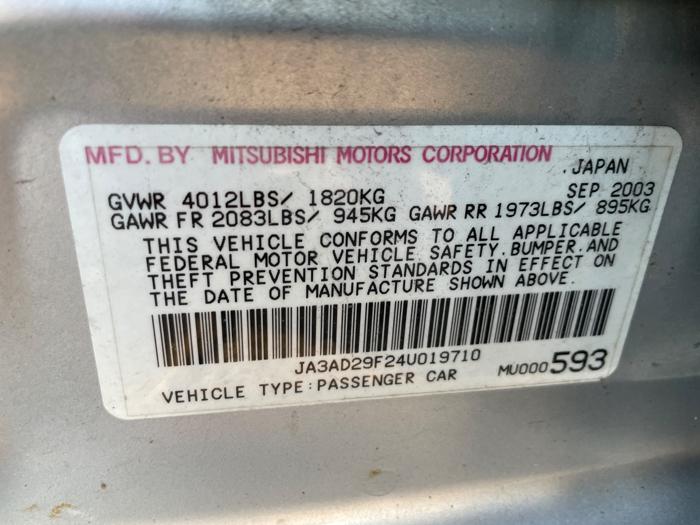 MFD. BY MITSUBISHI MOTORS CORPORATION
.JAPAN
GVWR 4012LBS/ 1820KG SEP 2003
GAWR FR 2083LBS/ 945KG GAWR RR 1973LBS/ 895KG
THIS VEHICLE CONFORMS TO ALL APPLICABLE
FEDERAL MOTOR VEHICLE SAFETY.BUMPER.AND
THEFT PREVENTION STANDARDS IN EFFECT ON
THE DATE OF MANUFACTURE SHOWN ABOVE.
JA3AD29F24U019710
VEHICLE TYPE:PASSENGER CAR MU000593